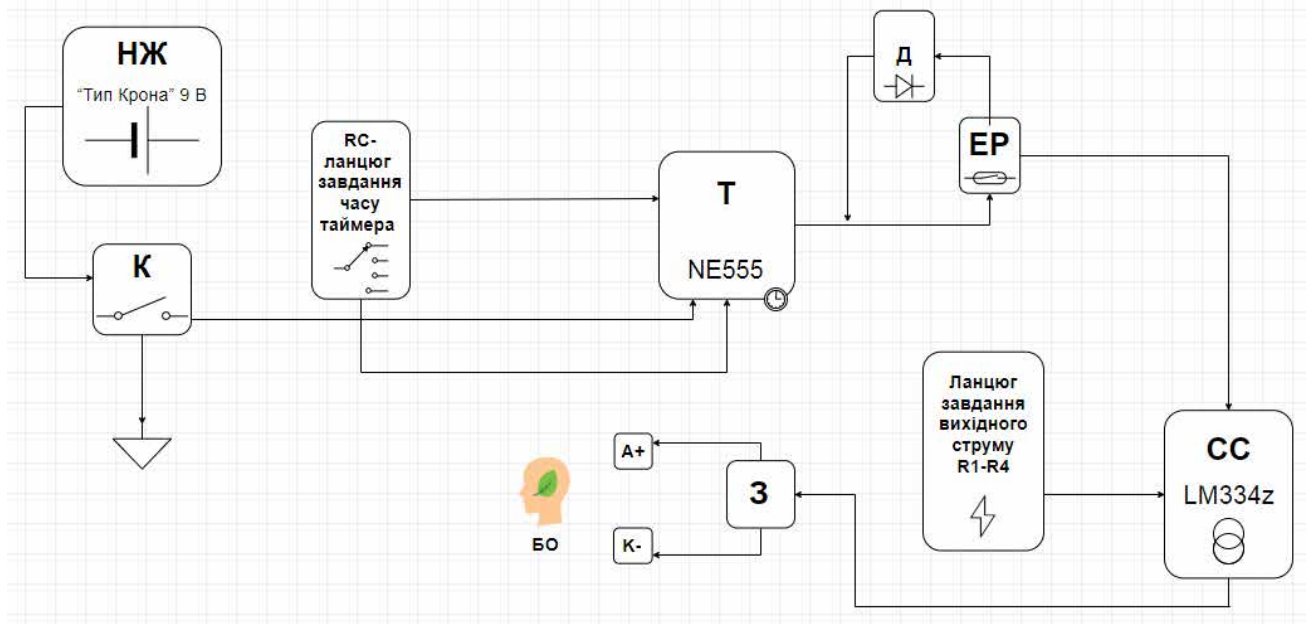 НЖ
“Тип Крона” 9 В
К
RC-
ланцюг
завдання
часу
таймера
Т
NE555
Д
ЕР
Ланцюг
завдання
вихідного
струму
R1-R4
СС
LM334z
З
А+
К-
БО